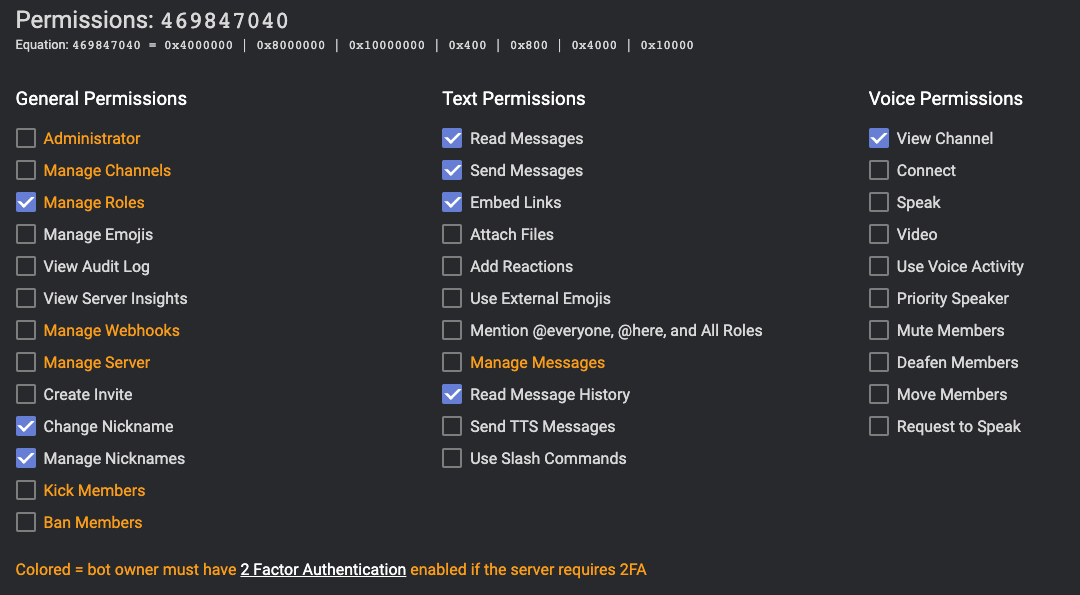 Permissions: 469847040
Equation: 469847040 = 0x4000000 | 0x8000000 | 0x10000000 | 0x400 | 0x800 | 0x4000 | 0x10000
General Permissions
Administrator
Manage Channels
Manage Roles
Manage Emojis
View Audit Log
View Server Insights
Manage Webhooks
Manage Server
Create Invite
Change Nickname
Manage Nicknames
Kick Members
Ban Members
Text Permissions
Read Messages
Send Messages
Embed Links
Attach Files
Add Reactions
Use External Emojis
Mention @everyone, @here, and All Roles
Manage Messages
Read Message History
Send TTS Messages
Use Slash Commands
Voice Permissions
View Channel
Connect
Speak
Video
Use Voice Activity
Priority Speaker
Mute Members
Deafen Members
Move Members
Request to Speak
Colored = bot owner must have 2 Factor Authentication enabled if the server requires 2FA